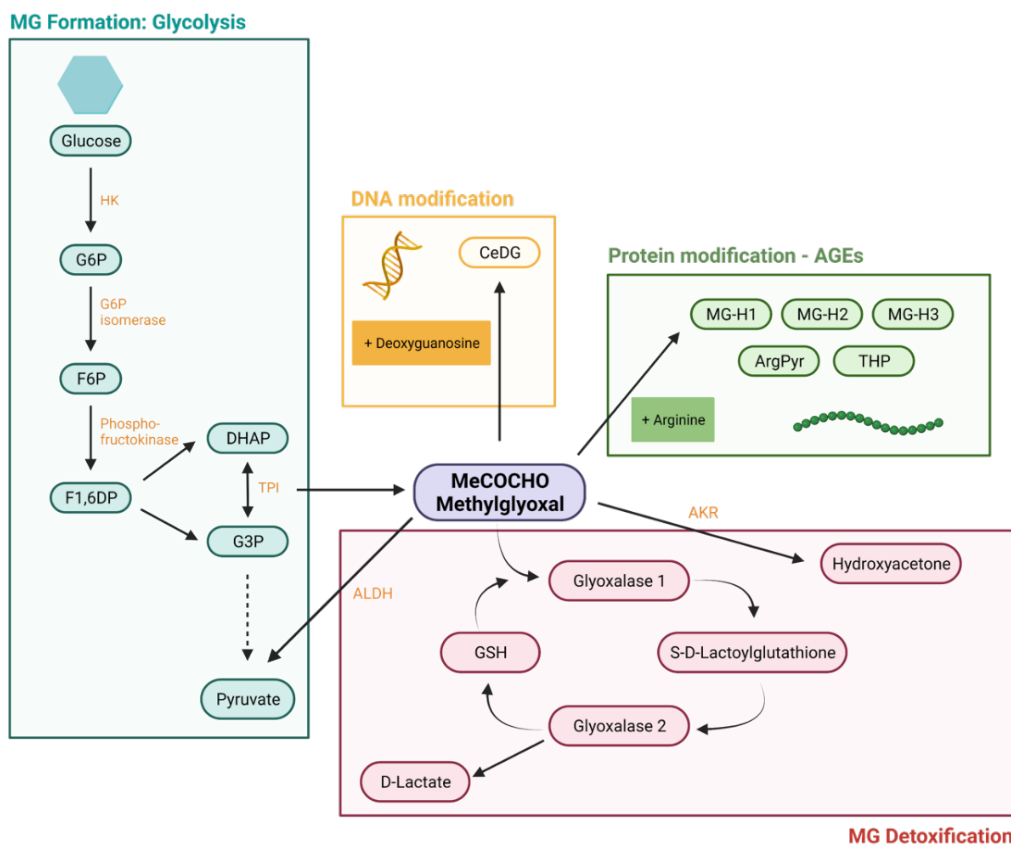 MG Formation: Glycolysis
Glucose
HK
G6P
G6P
isomerase
F6P
Phospho-
fructokinase
F1,6DP
DHAP
TPI
G3P
Pyruvate
DNA modification
CeDG
+ Deoxyguanosine
Protein modification - AGEs
MG-H1
MG-H2
MG-H3
ArgPyr
THP
+ Arginine
MeCOCHO
Methylglyoxal
ALDH
AKR
Hydroxyacetone
Glyoxalase 1
GSH
S-D-Lactoylglutathione
Glyoxalase 2
D-Lactate
MG Detoxification